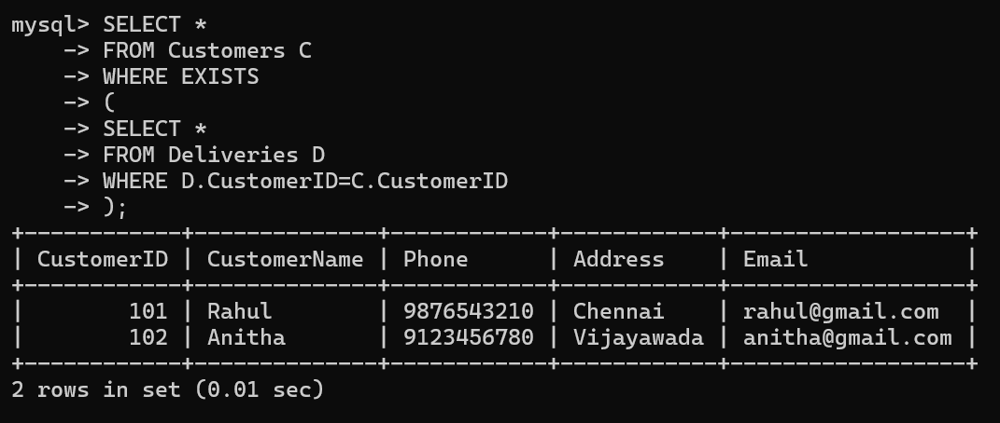 mysql> SELECT *
    -> FROM Customers C
    -> WHERE EXISTS
    -> (
    -> SELECT *
    -> FROM Deliveries D
    -> WHERE D.CustomerID=C.CustomerID
    -> );
+------------+--------------+------------+------------+------------------+
| CustomerID | CustomerName | Phone      | Address    | Email            |
+------------+--------------+------------+------------+------------------+
|        101 | Rahul        | 9876543210 | Chennai    | rahul@gmail.com  |
|        102 | Anitha       | 9123456780 | Vijayawada | anitha@gmail.com |
+------------+--------------+------------+------------+------------------+
2 rows in set (0.01 sec)